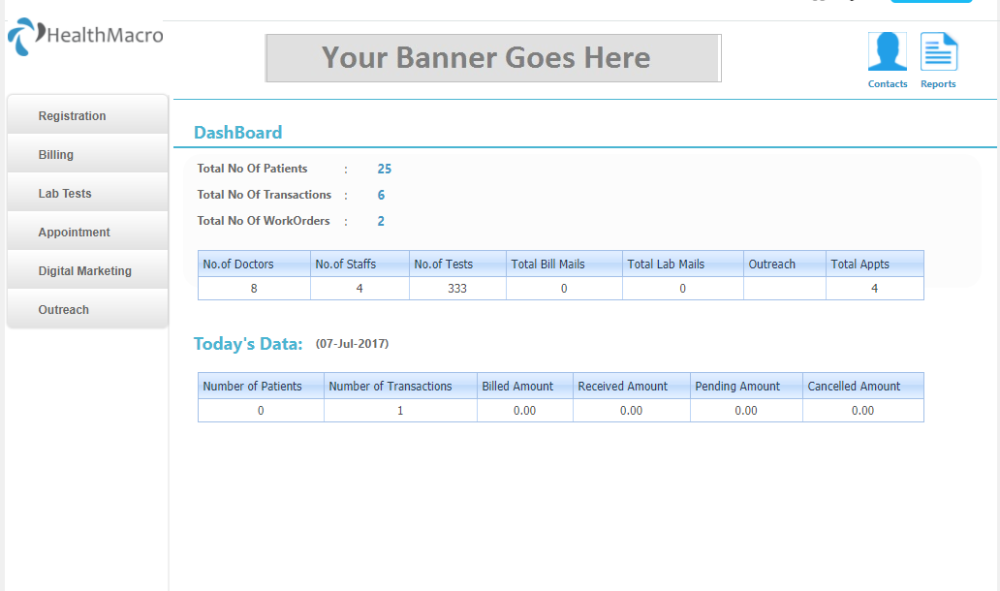 HealthMacro
Your Banner Goes Here
Contacts Reports
Registration
Billing
Lab Tests
Appointment
Digital Marketing
Outreach
DashBoard
Total No Of Patients : 25
Total No Of Transactions : 6
Total No Of WorkOrders : 2
No.of Doctors No.of Staffs No.of Tests Total Bill Mails Total Lab Mails Outreach Total Appts
8 4 333 0 0 4
Today's Data: (07-Jul-2017)
Number of Patients Number of Transactions Billed Amount Received Amount Pending Amount Cancelled Amount
0 1 0.00 0.00 0.00 0.00